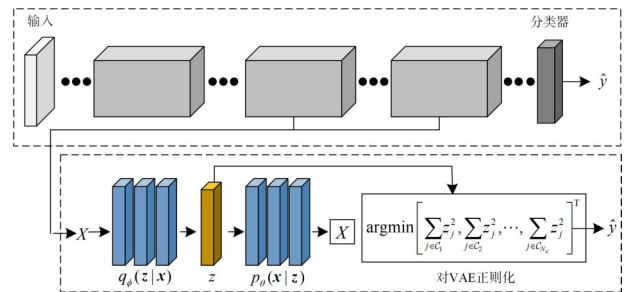 输入
分类器
ŷ
X
q_ϕ(z|x)
z
p_θ(x|z)
X
argmin[∑_{j∈C_1} z_j^2, ∑_{j∈C_2} z_j^2, ⋯, ∑_{j∈C_{N_c}} z_j^2]^T
ŷ
对VAE正则化